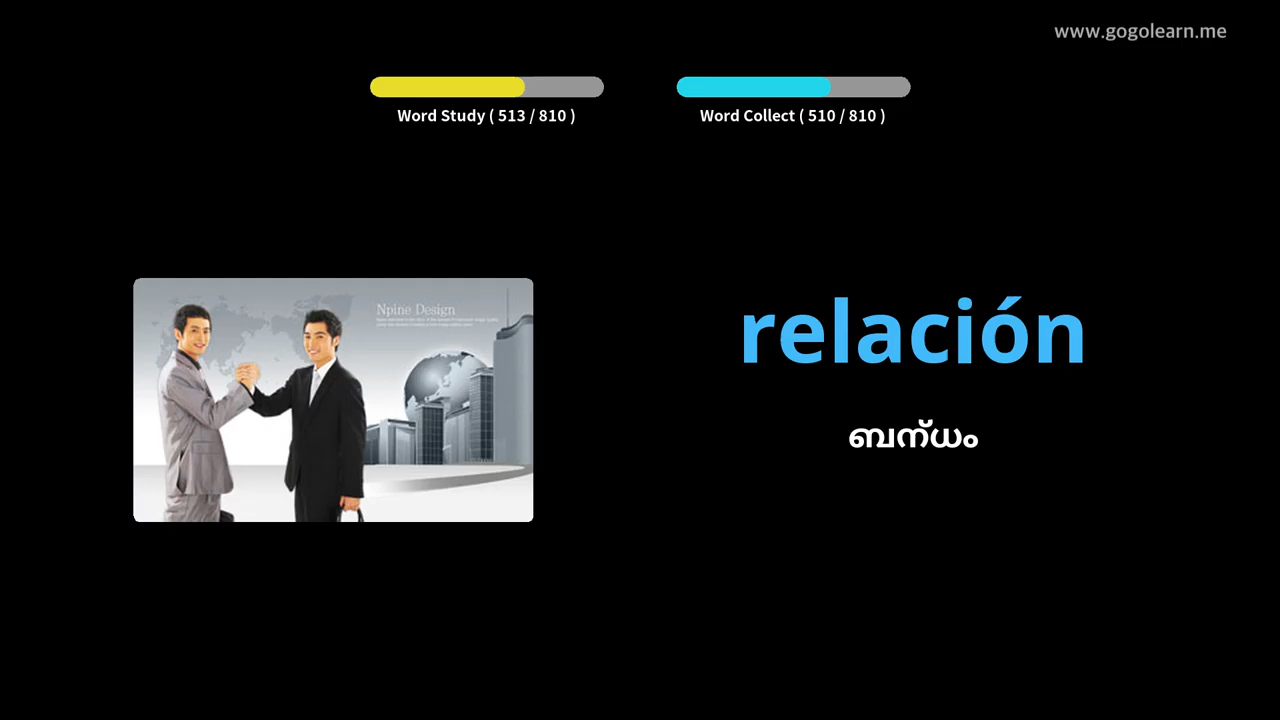 www.gogolearn.me
Word Study ( 513 / 810 )
Word Collect ( 510 / 810 )
Npine Design
relación
ബന്ധം